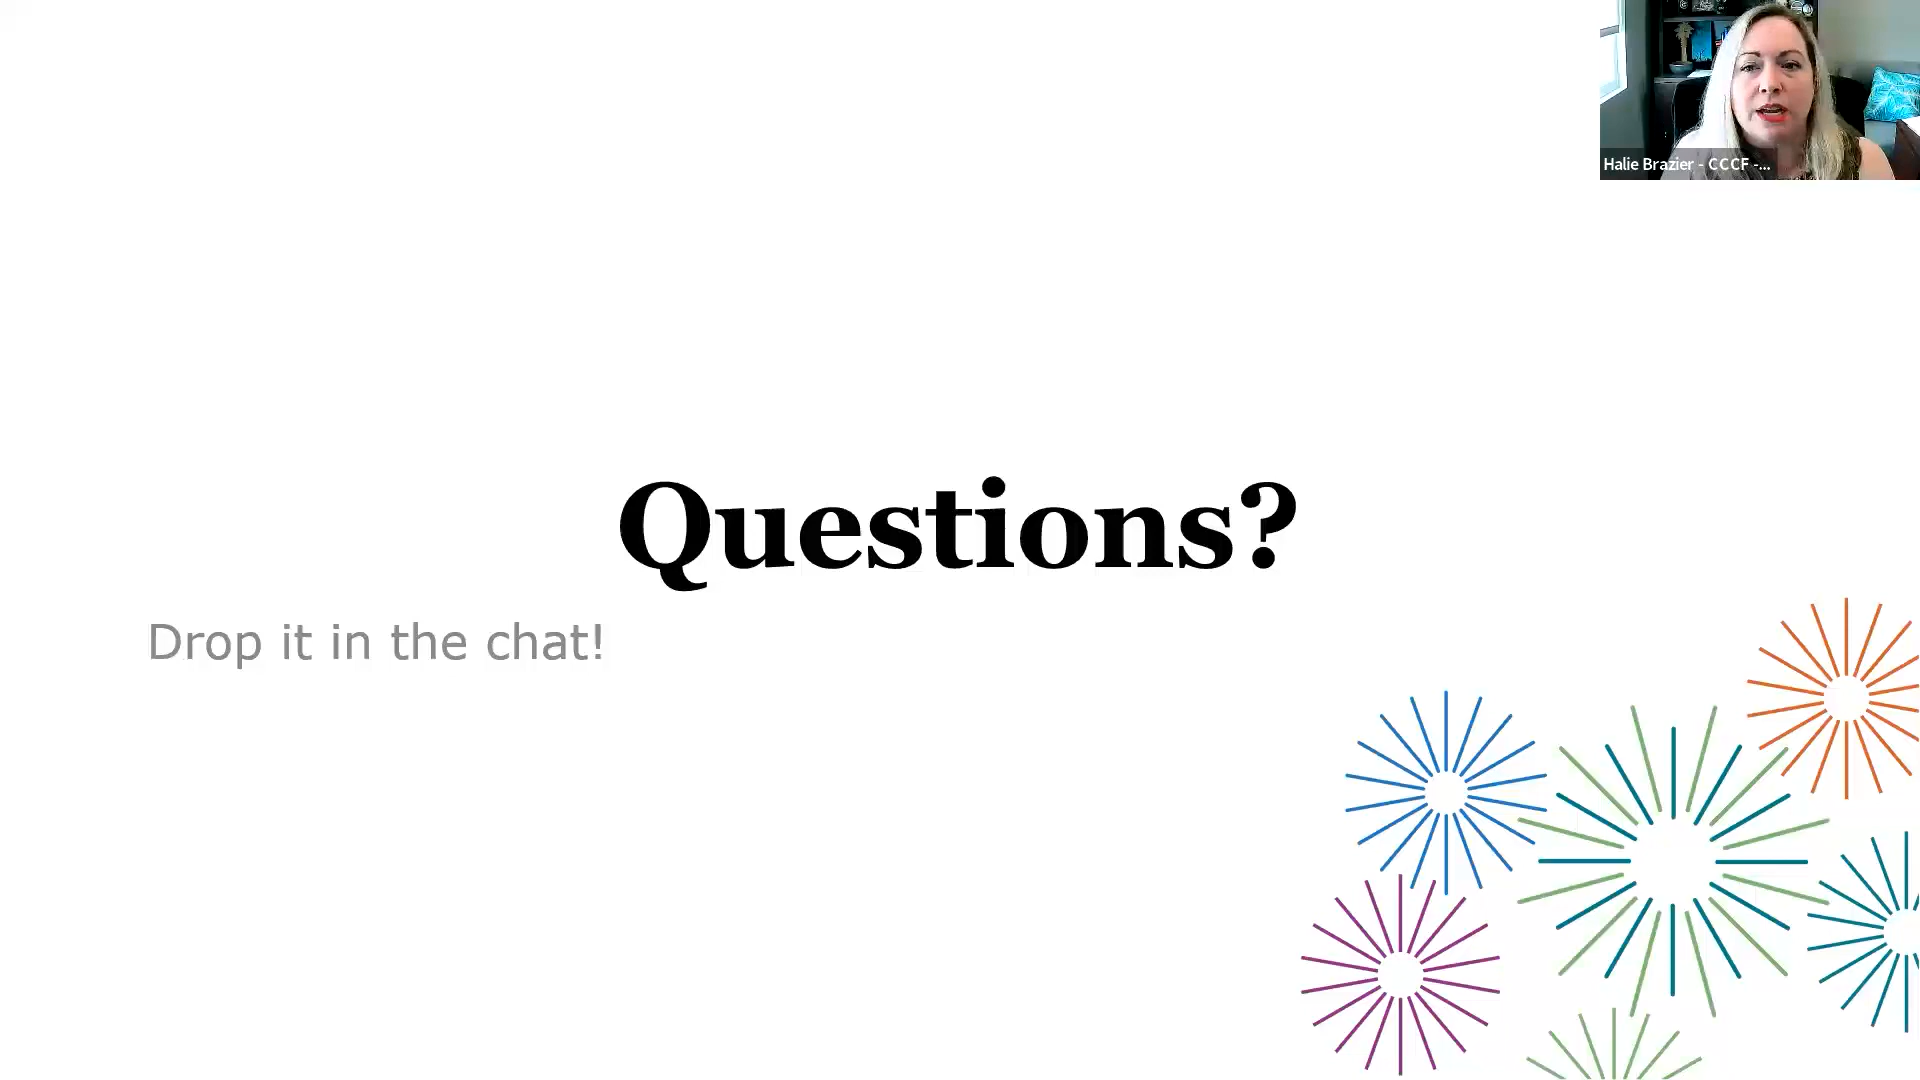 Halie Brazier - CCCF -...
Questions?
Drop it in the chat!